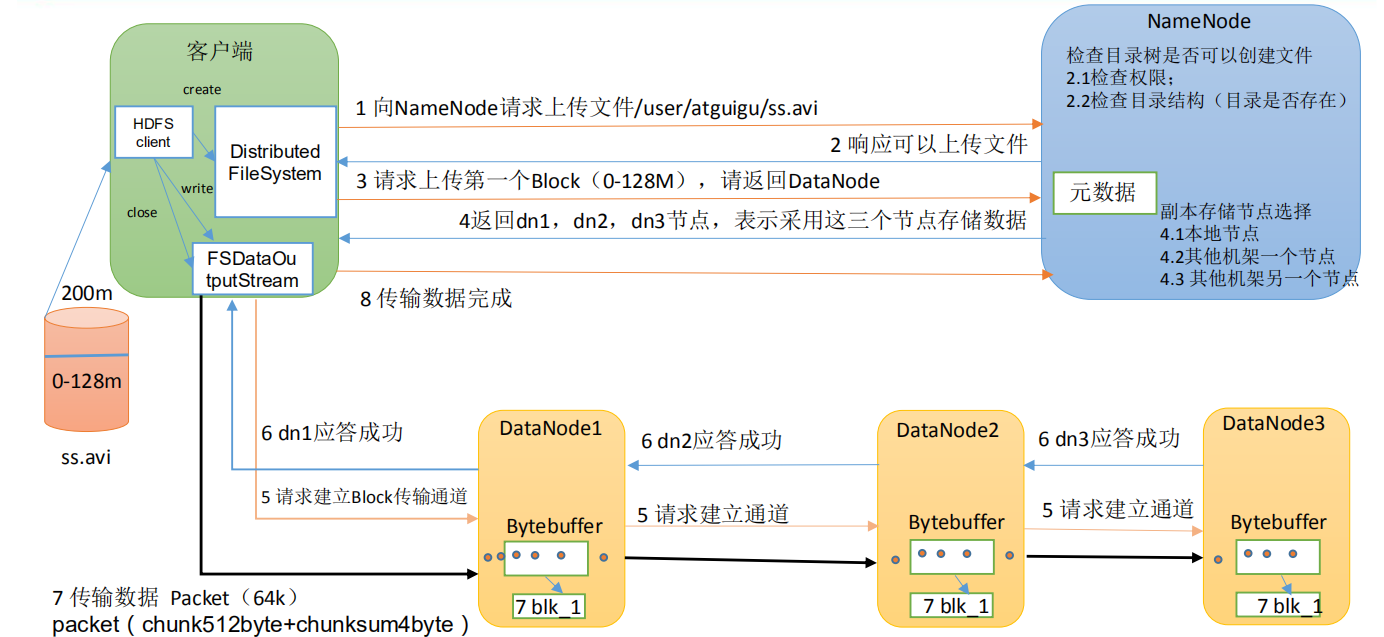 NameNode
客户端
检查目录树是否可以创建文件
2.1检查权限；
2.2检查目录结构（目录是否存在）
create
HDFS
client
Distributed
FileSystem
write
close
FSDataOu
tputStream
1 向NameNode请求上传文件/user/atguigu/ss.avi
2 响应可以上传文件
3 请求上传第一个Block（0-128M），请返回DataNode
4返回dn1，dn2，dn3节点，表示采用这三个节点存储数据
8 传输数据完成
元数据
副本存储节点选择
4.1本地节点
4.2其他机架一个节点
4.3 其他机架另一个节点
200m
0-128m
ss.avi
6 dn1应答成功
5 请求建立Block传输通道
DataNode1
Bytebuffer
7 blk_1
6 dn2应答成功
5 请求建立通道
DataNode2
Bytebuffer
7 blk_1
6 dn3应答成功
5 请求建立通道
DataNode3
Bytebuffer
7 blk_1
7 传输数据 Packet（64k）
packet（chunk512byte+chunksum4byte）